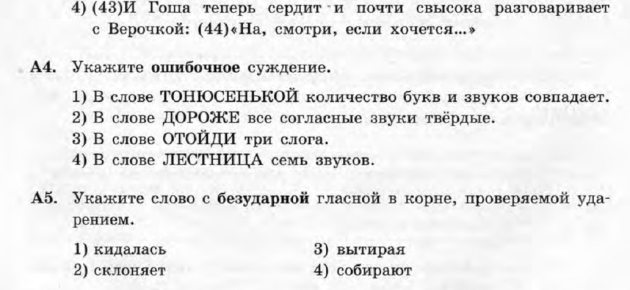 4) (43)И Гоша теперь сердит и почти свысока разговаривает
с Верочкой: (44)«На, смотри, если хочется...»
А4. Укажите ошибочное суждение.
1) В слове ТОНЮСЕНЬКОЙ количество букв и звуков совпадает.
2) В слове ДОРОЖЕ все согласные звуки твёрдые.
3) В слове ОТОЙДИ три слога.
4) В слове ЛЕСТНИЦА семь звуков.
А5. Укажите слово с безударной гласной в корне, проверяемой уда-
рением.
1) кидалась
2) склоняет
3) вытирая
4) собирают